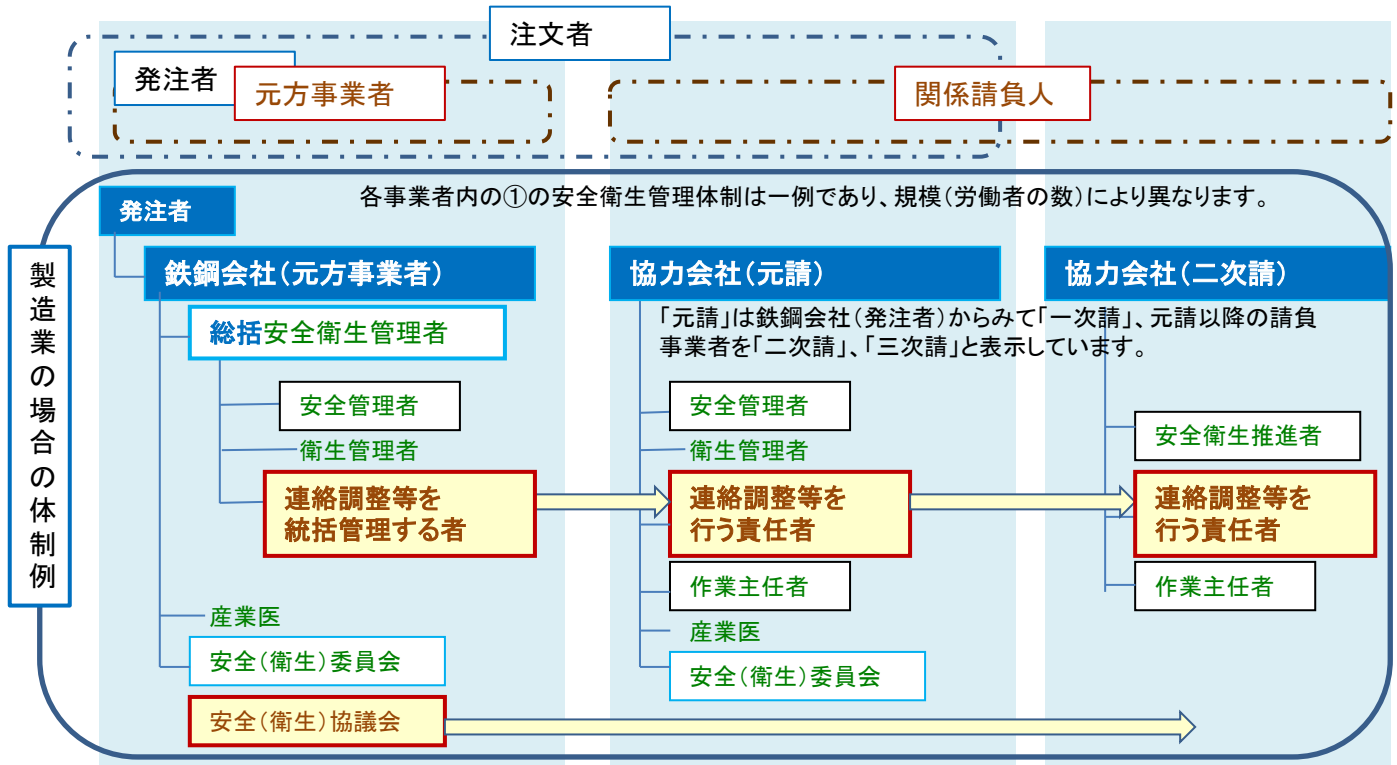 注文者
発注者
元方事業者
関係請負人
各事業者内の①の安全衛生管理体制は一例であり、規模（労働者の数）により異なります。
製造業の場合の体制例
発注者
鉄鋼会社（元方事業者）
総括安全衛生管理者
安全管理者
衛生管理者
連絡調整等を
統括管理する者
産業医
安全（衛生）委員会
安全（衛生）協議会
協力会社（元請）
「元請」は鉄鋼会社（発注者）からみて「一次請」、元請以降の請負
事業者を「二次請」、「三次請」と表示しています。
安全管理者
衛生管理者
連絡調整等を
行う責任者
作業主任者
産業医
安全（衛生）委員会
協力会社（二次請）
安全衛生推進者
連絡調整等を
行う責任者
作業主任者